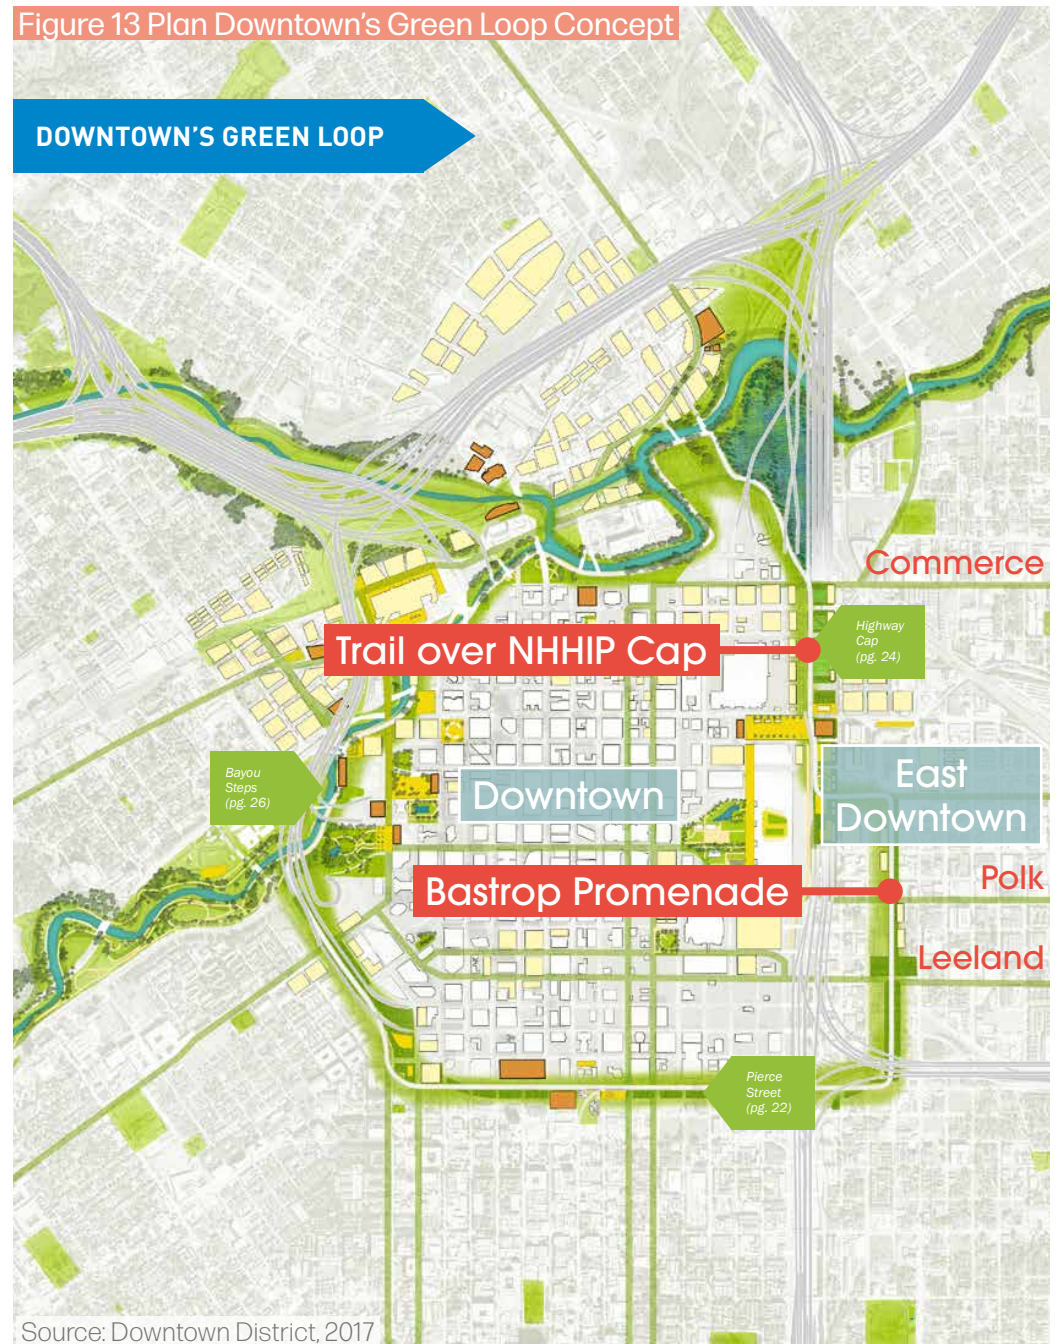 Figure 13 Plan Downtown's Green Loop Concept
DOWNTOWN'S GREEN LOOP
Commerce
Highway
Cap
(pg. 24)
Trail over NHHIP Cap
Bayou
Steps
(pg. 26)
Downtown
East
Downtown
Bastrop Promenade
Polk
Leeland
Pierce
Street
(pg. 22)
Source: Downtown District, 2017